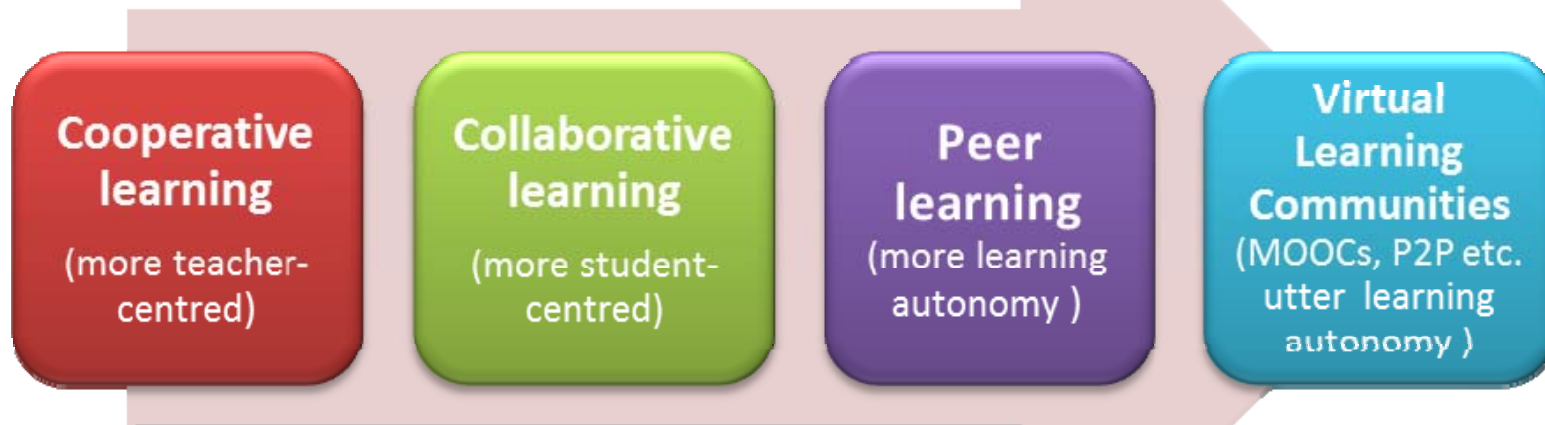 Cooperative
learning
(more teacher-
centred)
Collaborative
learning
(more student-
centred)
Peer
learning
(more learning
autonomy )
Virtual
Learning
Communities
(MOOCs, P2P etc.
utter learning
autonomy )